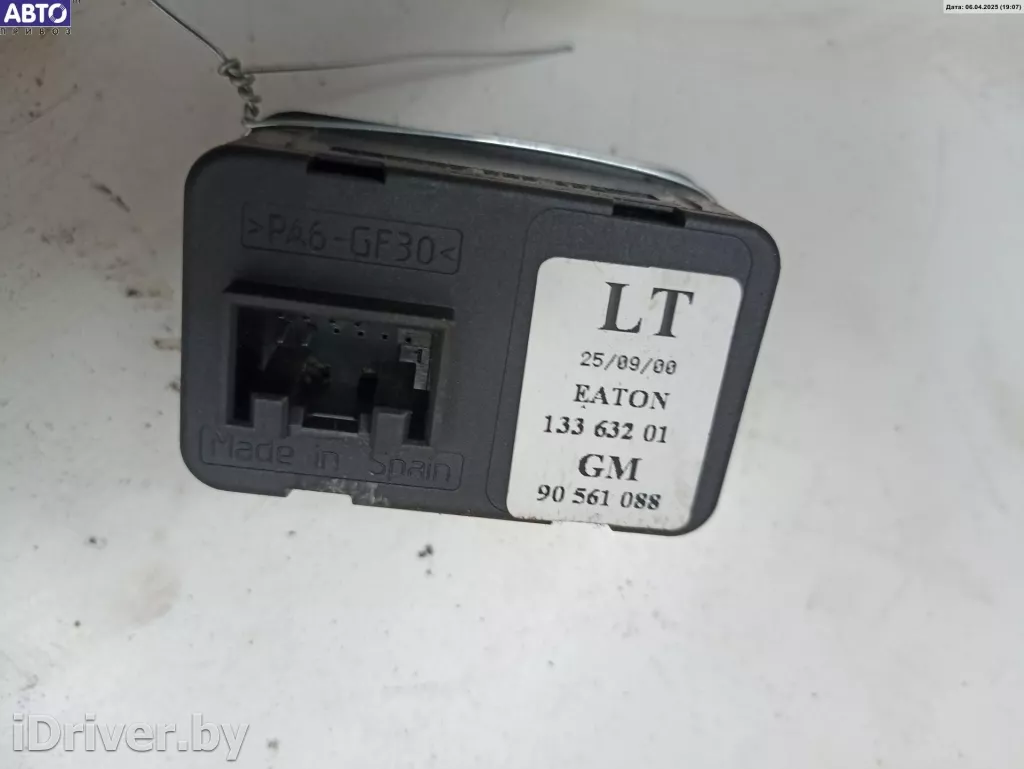 АВТО
ПРИВОЗ
Дата: 06.04.2025 (19:07)
>PA6-GF30<
LT
25/09/00
EATON
133 632 01
GM
90 561 088
1
Made in Spain
iDriver.by